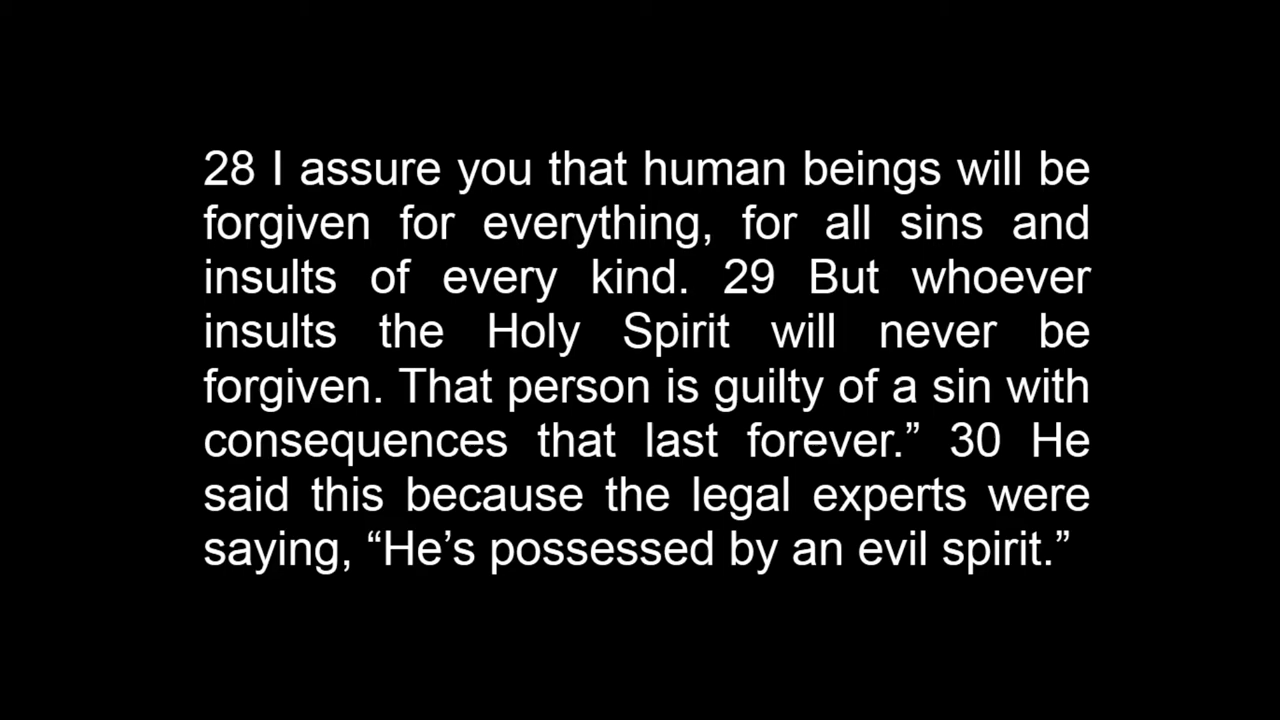 28 I assure you that human beings will be
forgiven for everything, for all sins and
insults of every kind. 29 But whoever
insults the Holy Spirit will never be
forgiven. That person is guilty of a sin with
consequences that last forever.” 30 He
said this because the legal experts were
saying, “He’s possessed by an evil spirit.”